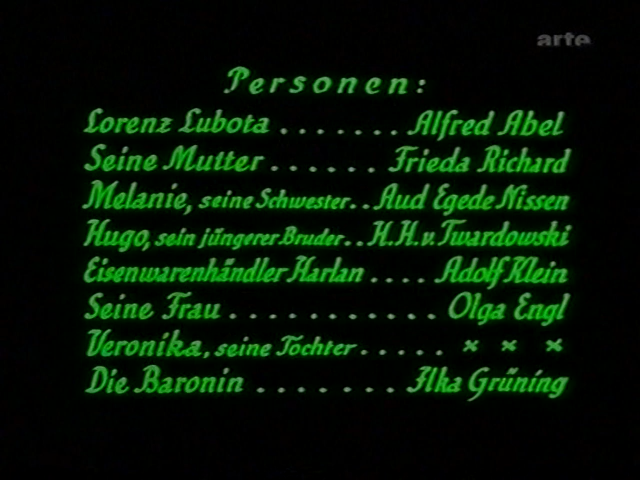 arte
Personen:
Lorenz Lubota ....... Alfred Abel
Seine Mutter ...... Frieda Richard
Melanie, seine Schwester.. Aud Egede Nissen
Hugo, sein jüngerer Bruder.. H. H. v. Twardowski
Eisenwarenhändler Harlan .... Adolf Klein
Seine Frau ........... Olga Engl
Veronika, seine Tochter ..... × × ×
Die Baronin ....... Ilka Grüning